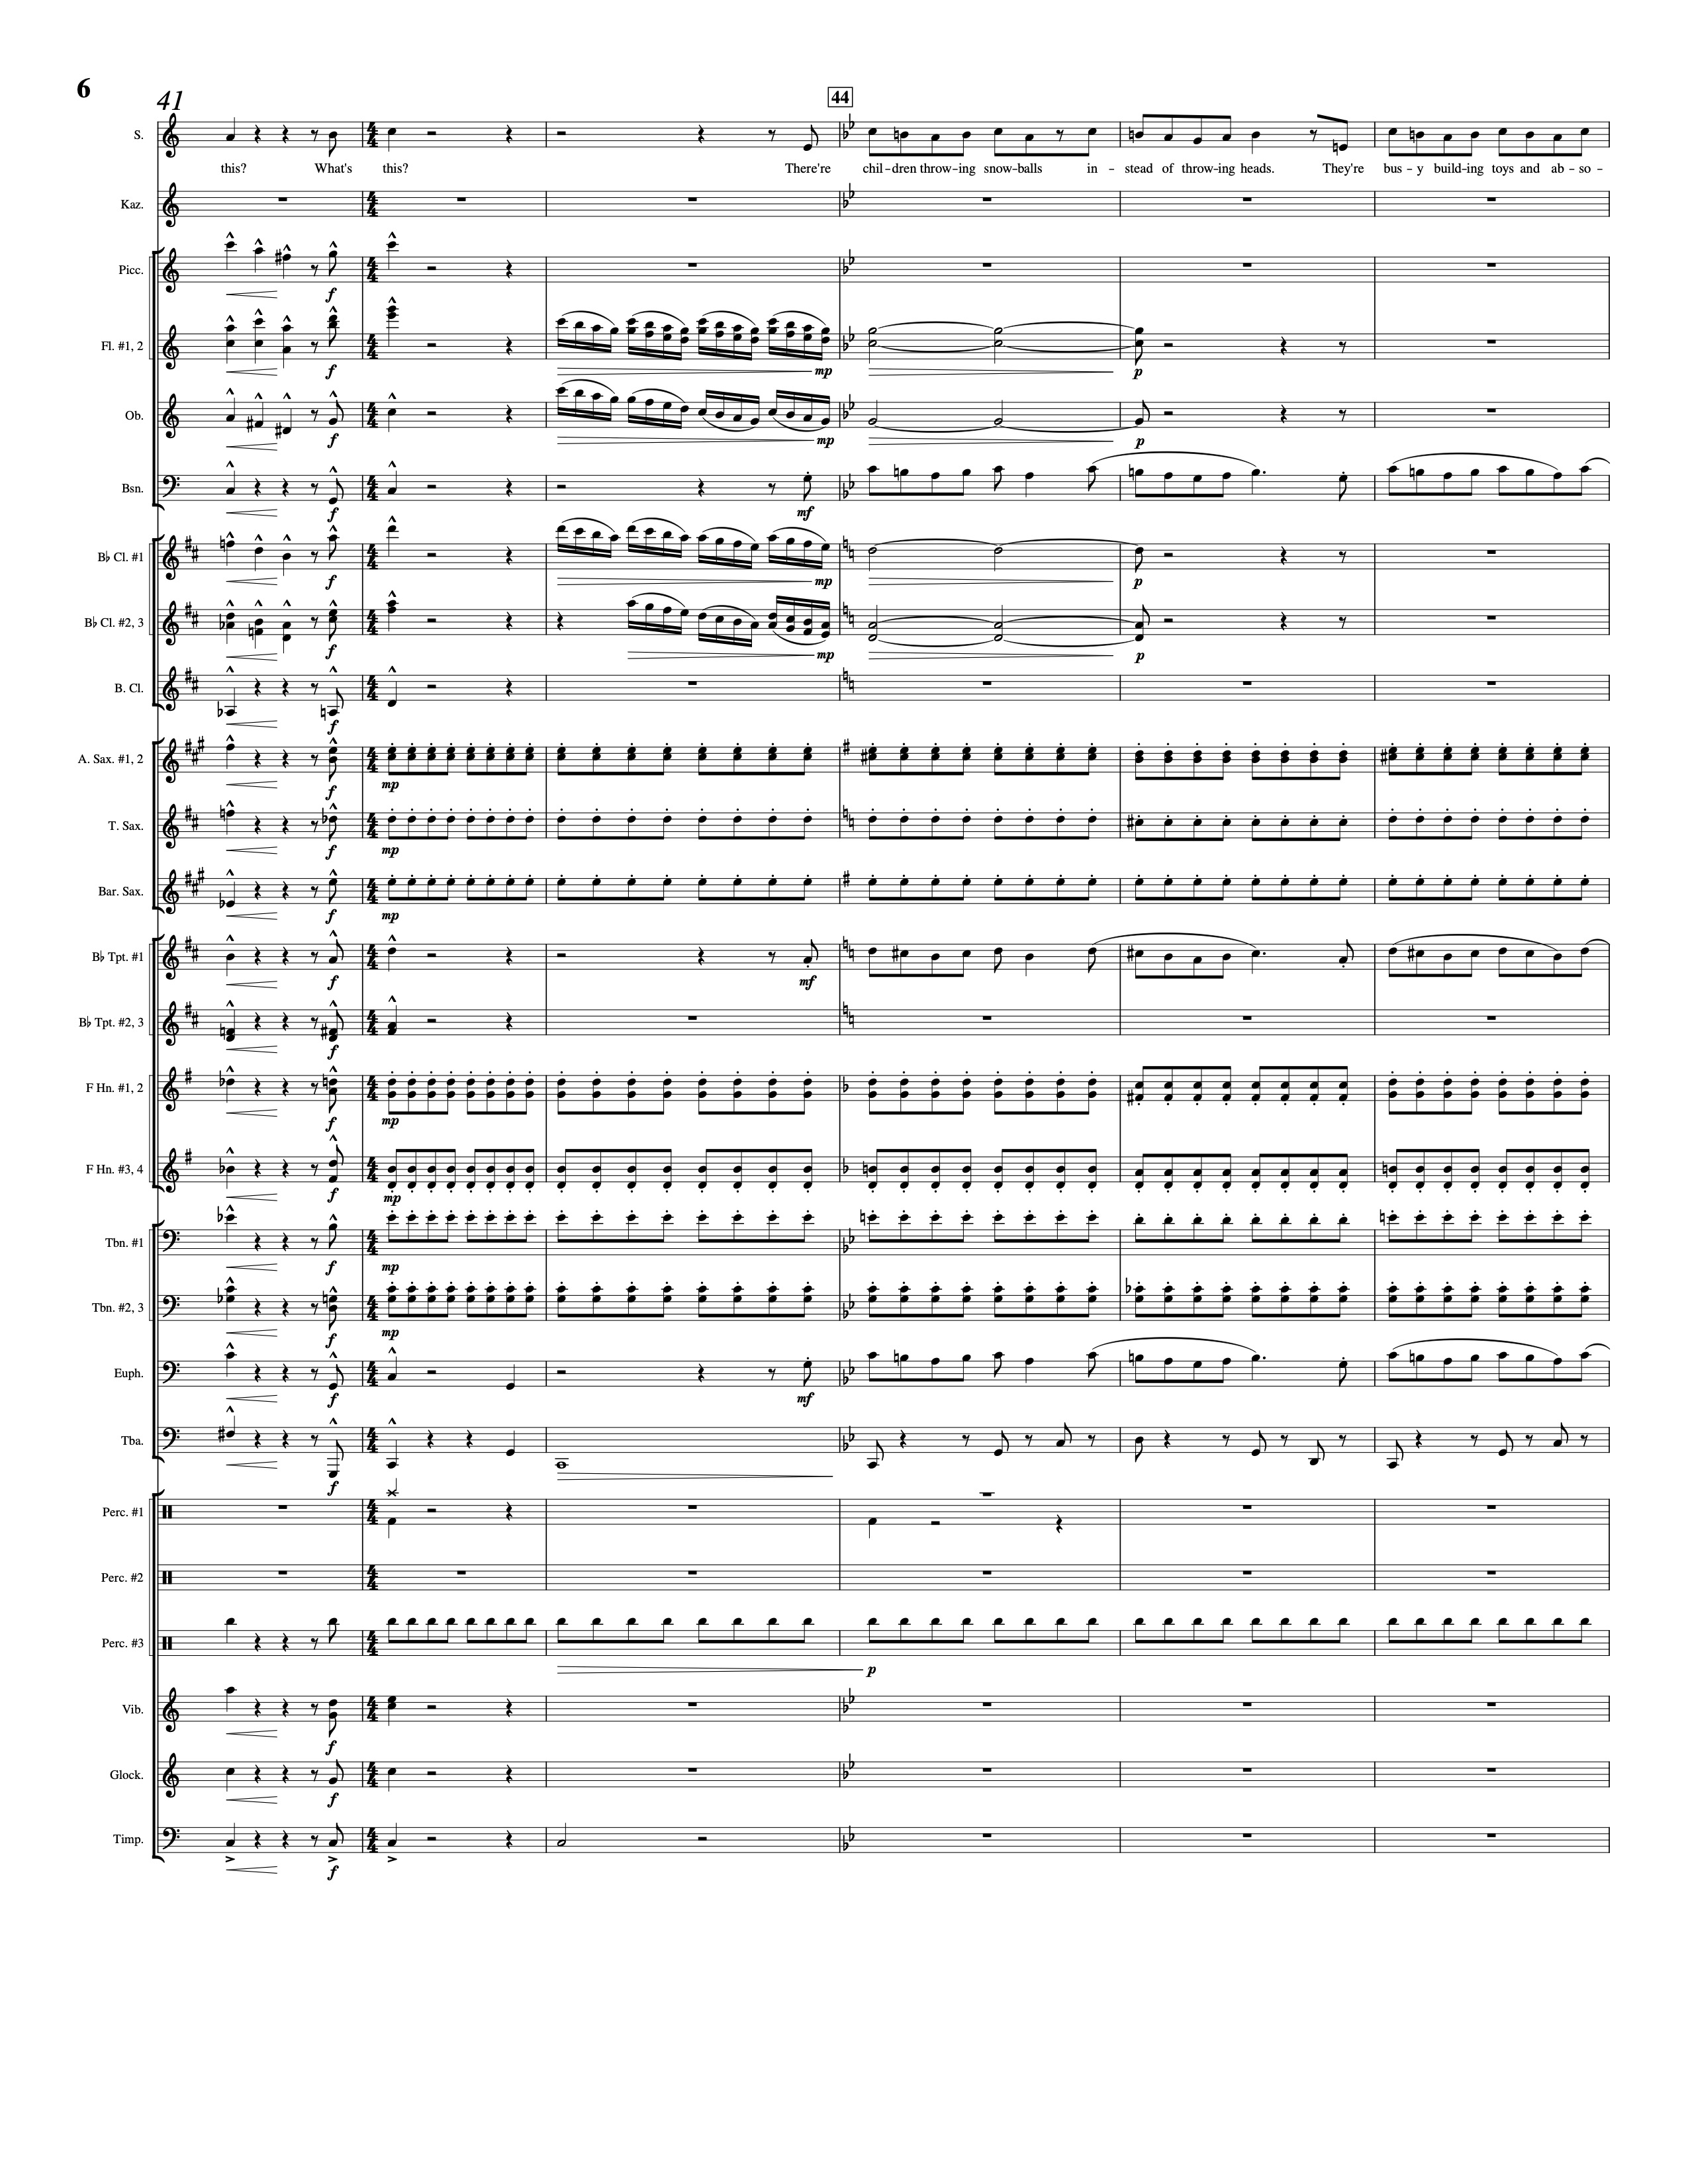 6
41
44
S.
this? What's this? There're chil-dren throw-ing snow-balls in-stead of throw-ing heads. They're bus-y build-ing toys and ab-so-
Kaz.
Picc.
f
Fl. #1, 2
f mp p
Ob.
f mp p
Bsn.
f mf
B♭ Cl. #1
f mp p
B♭ Cl. #2, 3
f mp p
B. Cl.
f
A. Sax. #1, 2
f mp
T. Sax.
f mp
Bar. Sax.
f mp
B♭ Tpt. #1
f mf
B♭ Tpt. #2, 3
f
F Hn. #1, 2
f mp
F Hn. #3, 4
f mp
Tbn. #1
f mp
Tbn. #2, 3
f mp
Euph.
f mf
Tba.
f
Perc. #1
Perc. #2
Perc. #3
p
Vib.
f
Glock.
f
Timp.
f